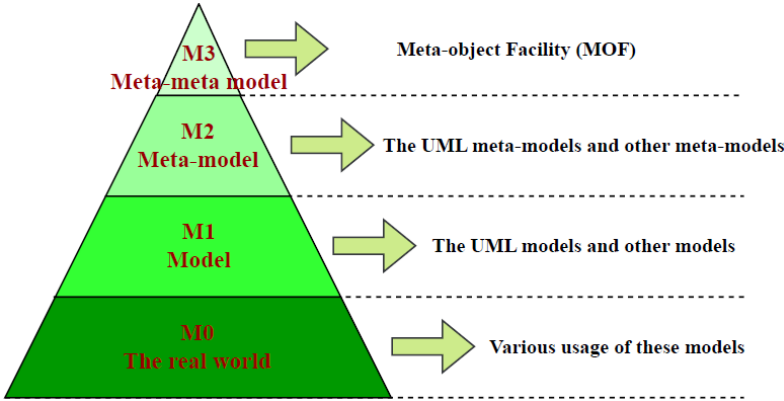 M3
Meta-meta model
Meta-object Facility (MOF)
M2
Meta-model
The UML meta-models and other meta-models
M1
Model
The UML models and other models
M0
The real world
Various usage of these models